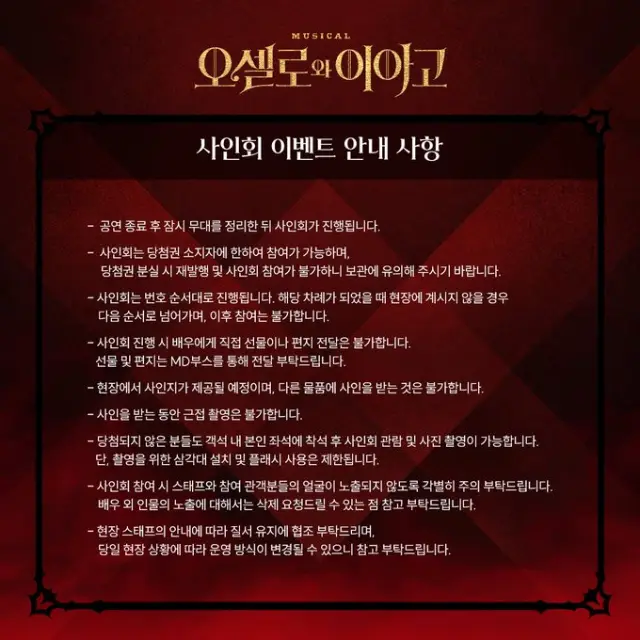 MUSICAL
오셀로와 이아고
사인회 이벤트 안내 사항
- 공연 종료 후 잠시 무대를 정리한 뒤 사인회가 진행됩니다.
- 사인회는 당첨권 소지자에 한하여 참여가 가능하며,
당첨권 분실 시 재발행 및 사인회 참여가 불가하니 보관에 유의해 주시기 바랍니다.
- 사인회는 번호 순서대로 진행됩니다. 해당 차례가 되었을 때 현장에 계시지 않을 경우
다음 순서로 넘어가며, 이후 참여는 불가합니다.
- 사인회 진행 시 배우에게 직접 선물이나 편지 전달은 불가합니다.
선물 및 편지는 MD부스를 통해 전달 부탁드립니다.
- 현장에서 사인지가 제공될 예정이며, 다른 물품에 사인을 받는 것은 불가합니다.
- 사인을 받는 동안 근접 촬영은 불가합니다.
- 당첨되지 않은 분들도 객석 내 본인 좌석에 착석 후 사인회 관람 및 사진 촬영이 가능합니다.
단, 촬영을 위한 삼각대 설치 및 플래시 사용은 제한됩니다.
- 사인회 참여 시 스태프와 참여 관객분들의 얼굴이 노출되지 않도록 각별히 주의 부탁드립니다.
배우 외 인물의 노출에 대해서는 삭제 요청드릴 수 있는 점 참고 부탁드립니다.
- 현장 스태프의 안내에 따라 질서 유지에 협조 부탁드리며,
당일 현장 상황에 따라 운영 방식이 변경될 수 있으니 참고 부탁드립니다.